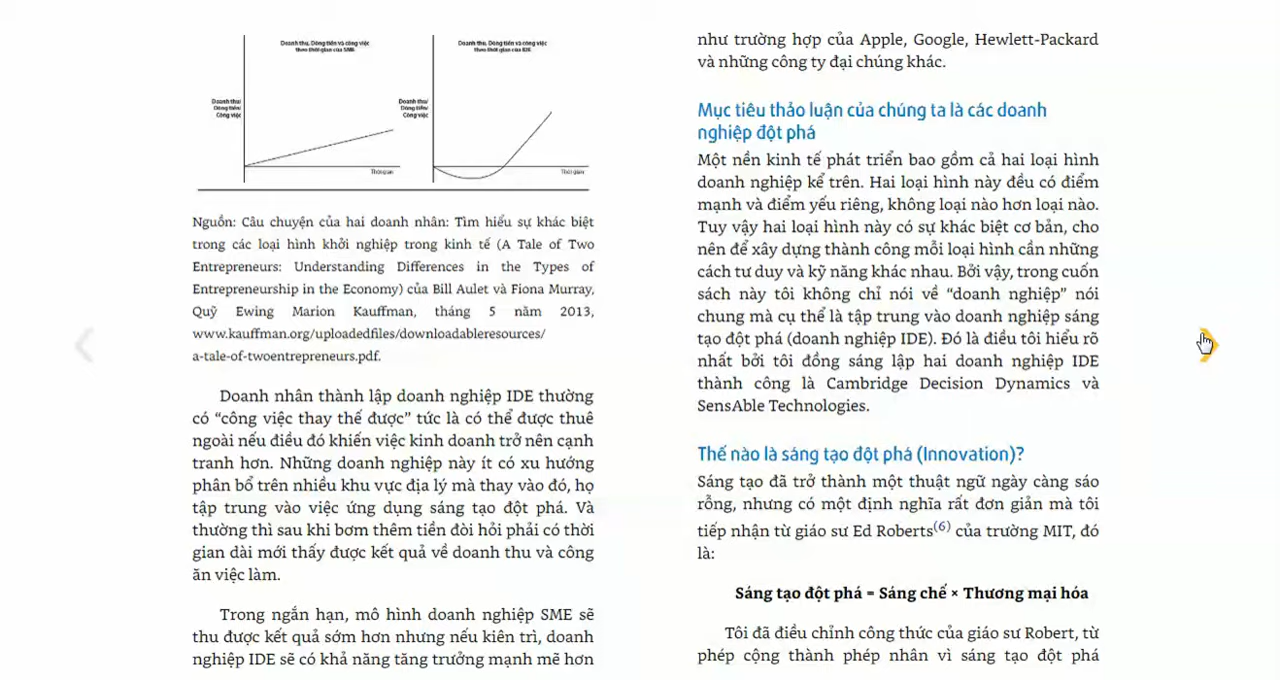 Doanh thu, Dòng tiền và công việc
theo thời gian của SME
Doanh thu/
Dòng tiền/
Công việc
Thời gian
Doanh thu, Dòng tiền và công việc
theo thời gian của IDE
Doanh thu/
Dòng tiền/
Công việc
Thời gian
Nguồn: Câu chuyện của hai doanh nhân: Tìm hiểu sự khác biệt
trong các loại hình khởi nghiệp trong kinh tế (A Tale of Two
Entrepreneurs: Understanding Differences in the Types of
Entrepreneurship in the Economy) của Bill Aulet và Fiona Murray,
Quỹ Ewing Marion Kauffman, tháng 5 năm 2013,
www.kauffman.org/uploadedfiles/downloadableresources/
a-tale-of-twoentrepreneurs.pdf.
Doanh nhân thành lập doanh nghiệp IDE thường
có “công việc thay thế được” tức là có thể được thuê
ngoài nếu điều đó khiến việc kinh doanh trở nên cạnh
tranh hơn. Những doanh nghiệp này ít có xu hướng
phân bổ trên nhiều khu vực địa lý mà thay vào đó, họ
tập trung vào việc ứng dụng sáng tạo đột phá. Và
thường thì sau khi bơm thêm tiền đòi hỏi phải có thời
gian dài mới thấy được kết quả về doanh thu và công
ăn việc làm.
Trong ngắn hạn, mô hình doanh nghiệp SME sẽ
thu được kết quả sớm hơn nhưng nếu kiên trì, doanh
nghiệp IDE sẽ có khả năng tăng trưởng mạnh mẽ hơn
như trường hợp của Apple, Google, Hewlett-Packard
và những công ty đại chúng khác.
Mục tiêu thảo luận của chúng ta là các doanh
nghiệp đột phá
Một nền kinh tế phát triển bao gồm cả hai loại hình
doanh nghiệp kể trên. Hai loại hình này đều có điểm
mạnh và điểm yếu riêng, không loại nào hơn loại nào.
Tuy vậy hai loại hình này có sự khác biệt cơ bản, cho
nên để xây dựng thành công mỗi loại hình cần những
cách tư duy và kỹ năng khác nhau. Bởi vậy, trong cuốn
sách này tôi không chỉ nói về “doanh nghiệp” nói
chung mà cụ thể là tập trung vào doanh nghiệp sáng
tạo đột phá (doanh nghiệp IDE). Đó là điều tôi hiểu rõ
nhất bởi tôi đồng sáng lập hai doanh nghiệp IDE
thành công là Cambridge Decision Dynamics và
SensAble Technologies.
Thế nào là sáng tạo đột phá (Innovation)?
Sáng tạo đã trở thành một thuật ngữ ngày càng sáo
rỗng, nhưng có một định nghĩa rất đơn giản mà tôi
tiếp nhận từ giáo sư Ed Roberts(6) của trường MIT, đó
là:
Sáng tạo đột phá = Sáng chế × Thương mại hóa
Tôi đã điều chỉnh công thức của giáo sư Robert, từ
phép cộng thành phép nhân vì sáng tạo đột phá